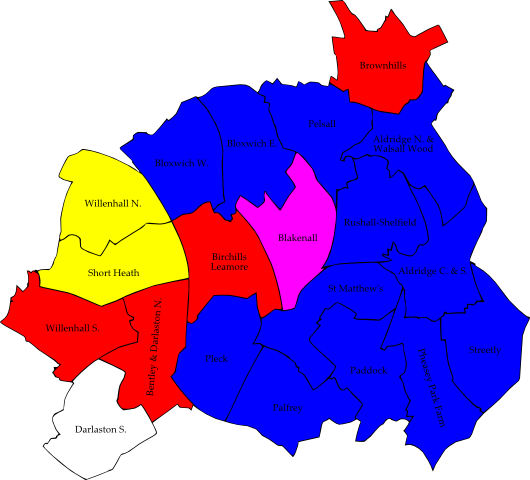 Brownhills
Pelsall
Aldridge N. &
Walsall Wood
Bloxwich E.
Bloxwich W.
Willenhall N.
Rushall-Shelfield
Blakenall
Birchills
Leamore
Short Heath
Aldridge C. & S.
St Matthew's
Willenhall S.
Bentley & Darlaston N.
Pleck
Paddock
Pheasey Park Farm
Streetly
Palfrey
Darlaston S.